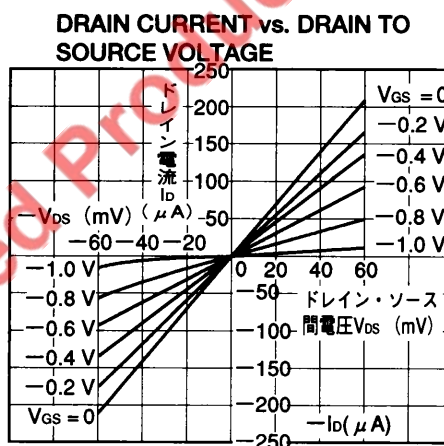 DRAIN CURRENT vs. DRAIN TO
SOURCE VOLTAGE
ed Produc
250
200
150
100
50
ドレイン電流 ID
(μA)
VGS = 0
−0.2 V
−0.4 V
−0.6 V
−0.8 V
−1.0 V
−VDS (mV)
−60 −40 −20
0 20 40 60
−1.0 V
−0.8 V
−0.6 V
−0.4 V
−0.2 V
VGS = 0
−50
−100
−150
−200
−250
ドレイン・ソース
間電圧VDS (mV)
−ID(μA)